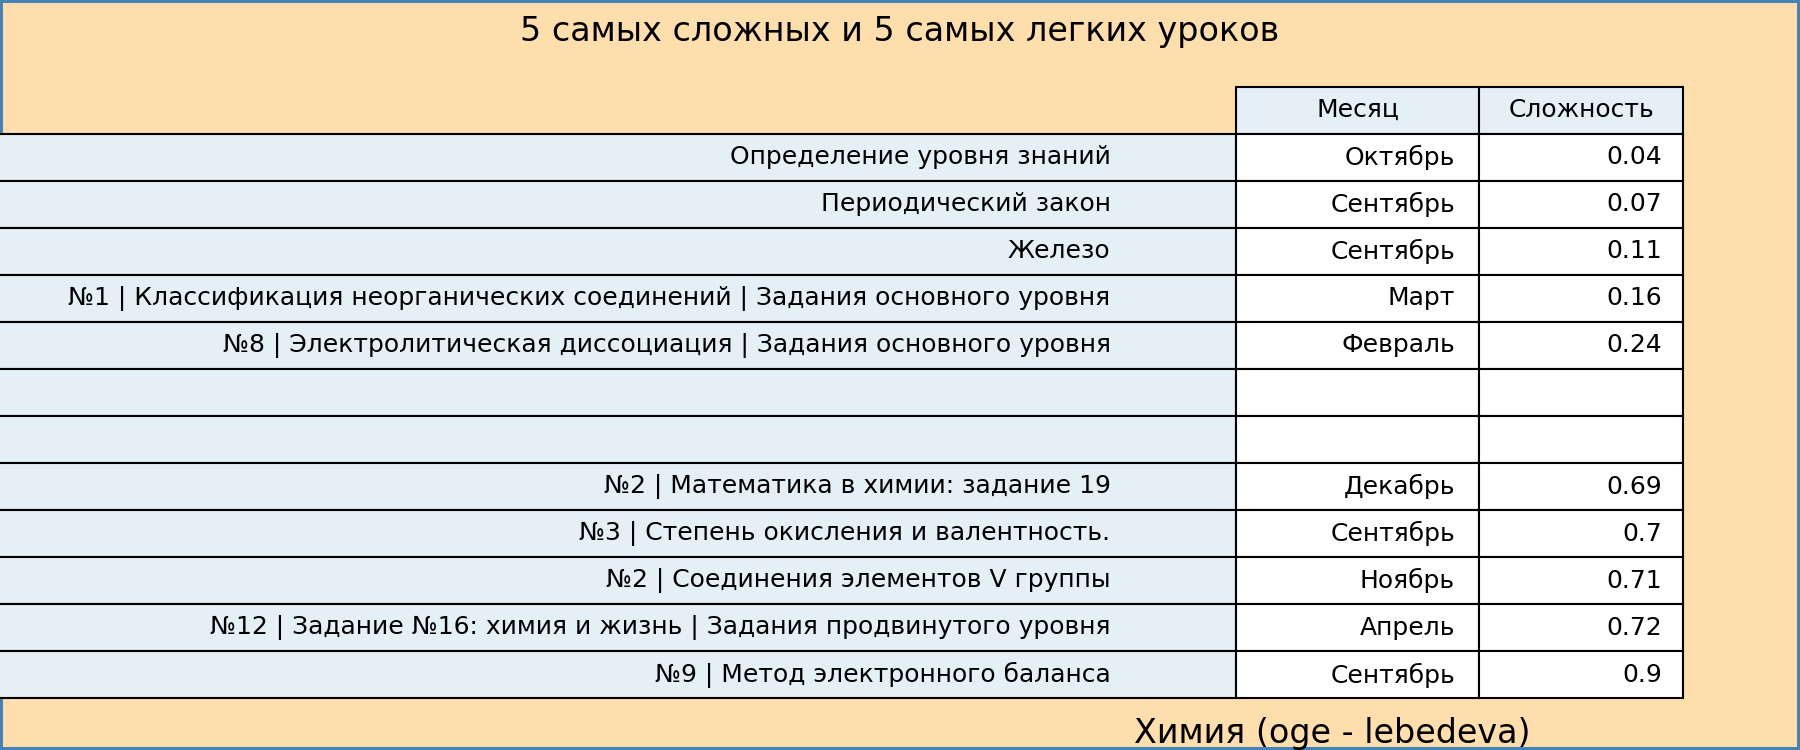 5 самых сложных и 5 самых легких уроков
Месяц Сложность
Определение уровня знаний Октябрь 0.04
Периодический закон Сентябрь 0.07
Железо Сентябрь 0.11
№1 | Классификация неорганических соединений | Задания основного уровня Март 0.16
№8 | Электролитическая диссоциация | Задания основного уровня Февраль 0.24
№2 | Математика в химии: задание 19 Декабрь 0.69
№3 | Степень окисления и валентность. Сентябрь 0.7
№2 | Соединения элементов V группы Ноябрь 0.71
№12 | Задание №16: химия и жизнь | Задания продвинутого уровня Апрель 0.72
№9 | Метод электронного баланса Сентябрь 0.9
Химия (oge - lebedeva)